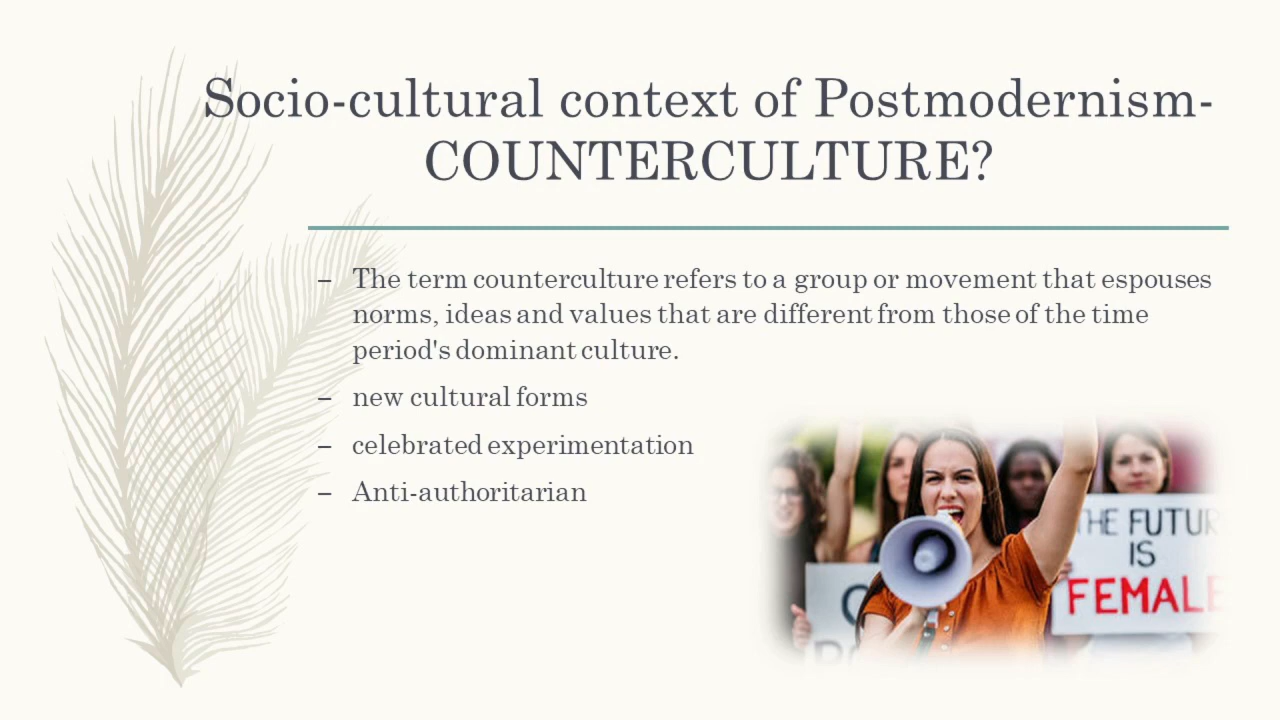 Socio-cultural context of Postmodernism-
COUNTERCULTURE?
– The term counterculture refers to a group or movement that espouses
norms, ideas and values that are different from those of the time
period's dominant culture.
– new cultural forms
– celebrated experimentation
– Anti-authoritarian
THE FUTUR
IS
FEMALE